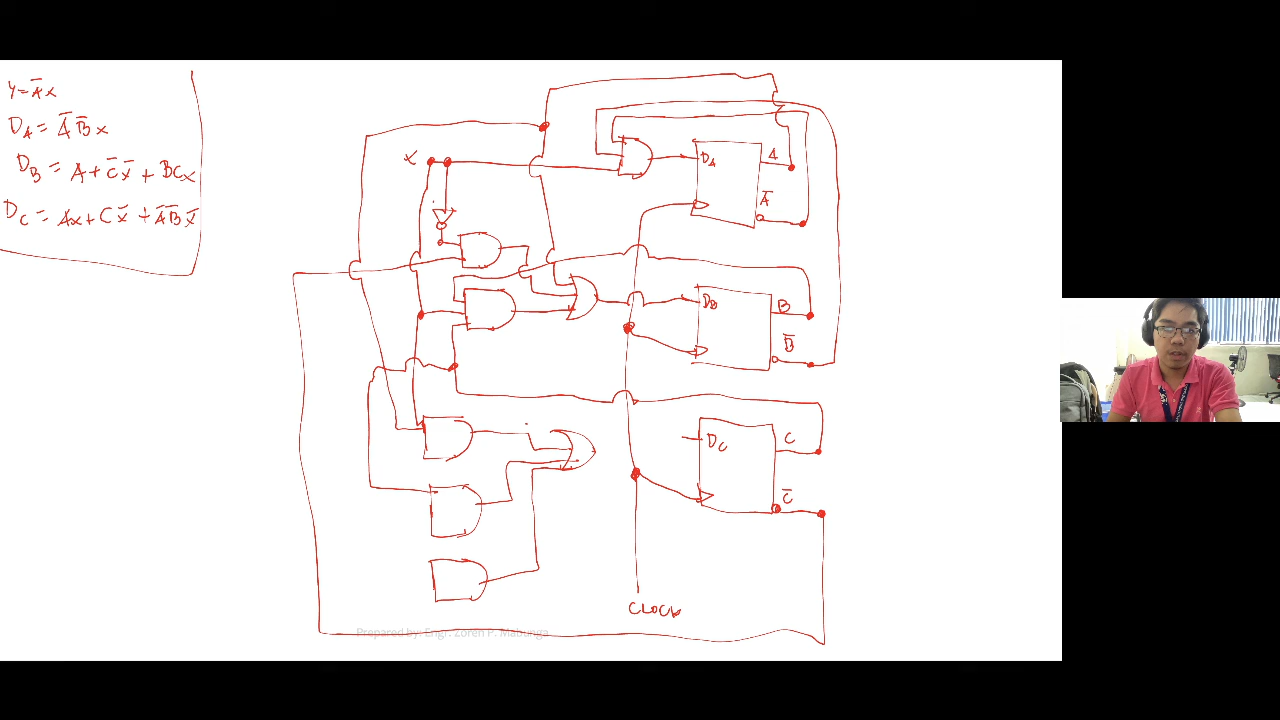 Y = A̅x
D_A = A̅ B̅ x
D_B = A + C̅ x̅ + BCx
D_C = Ax + C x̅ + A̅ B̅ x̅
x
D_A A
A̅
D_B B
B̅
D_C C
C̅
CLOCK
Prepared by: Engr. Zoren P. Mabunga